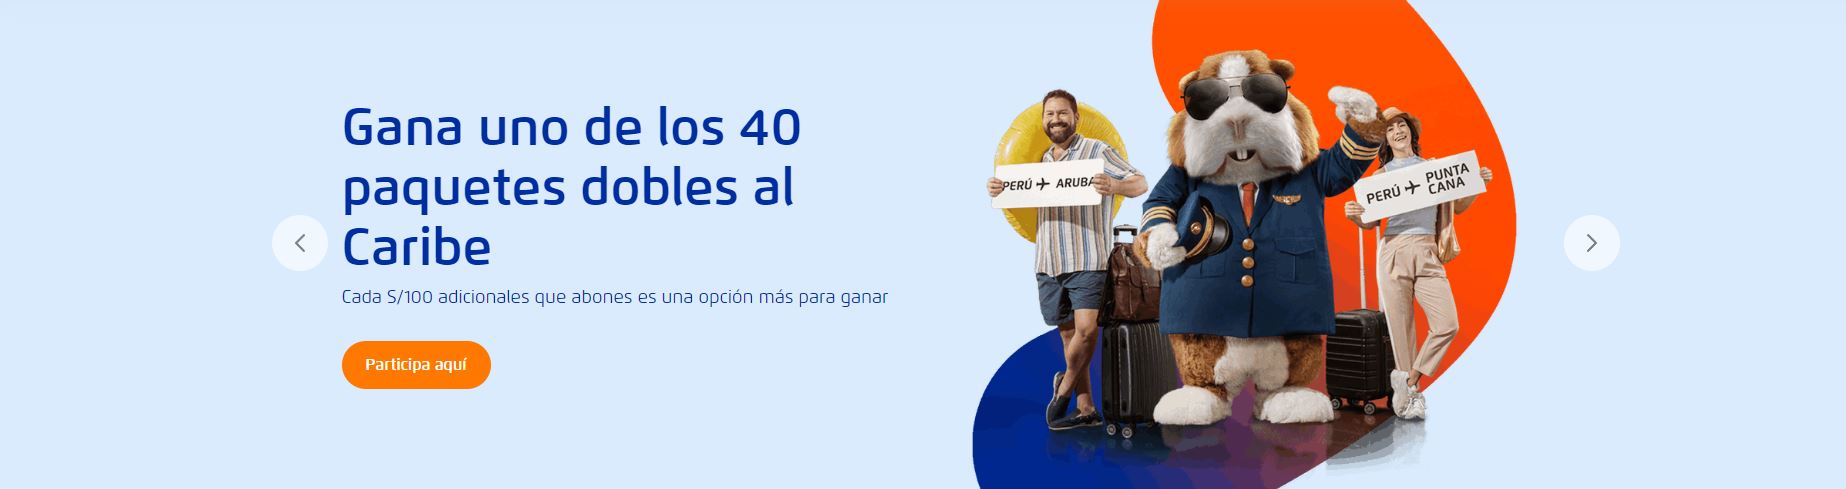 Gana uno de los 40
paquetes dobles al
Caribe
Cada S/100 adicionales que abones es una opción más para ganar
Participa aquí
PERÚ ✈ ARUBA
PERÚ ✈ PUNTA
CANA